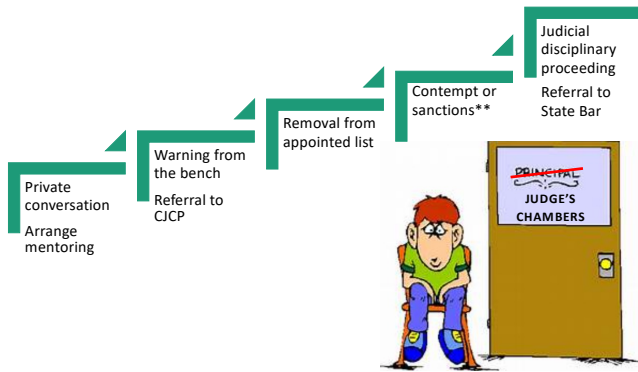 Private
conversation
Arrange
mentoring
Warning from
the bench
Referral to
CJCP
Removal from
appointed list
Contempt or
sanctions**
Judicial
disciplinary
proceeding
Referral to
State Bar
PRINCIPAL
JUDGE'S
CHAMBERS